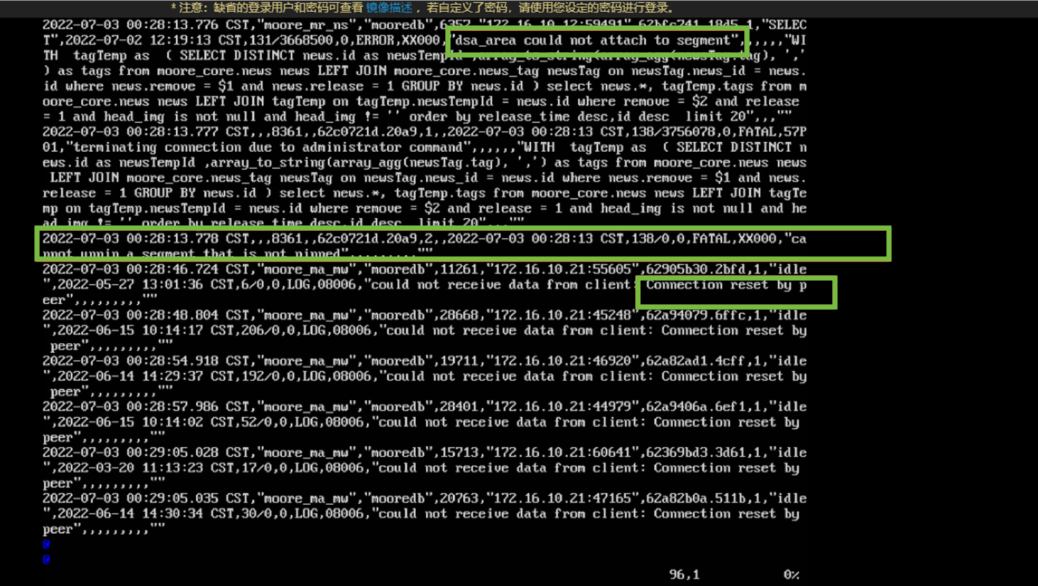 *注意：缺省的登录用户和密码可查看 镜像描述 ，若自定义了密码，请使用您设定的密码进行登录。
2022-07-03 00:28:13.776 CST,"moore_mr_ns","mooredb",6357,"172.16.10.12:59491",62bfc741.18d5,1,"SELEC
T",2022-07-02 12:19:13 CST,131/3668500,0,ERROR,XX000,"dsa_area could not attach to segment",,,,,,"WI
TH  tagTemp as  ( SELECT DISTINCT news.id as newsTempId ,array_to_string(array_agg(newsTag.tag), ','
) as tags from moore_core.news news LEFT JOIN moore_core.news_tag newsTag on newsTag.news_id = news.
id where news.remove = $1 and news.release = 1 GROUP BY news.id ) select news.*, tagTemp.tags from m
oore_core.news news LEFT JOIN tagTemp on tagTemp.newsTempId = news.id where remove = $2 and release
= 1 and head_img is not null and head_img != '' order by release_time desc,id desc  limit 20",,,""
2022-07-03 00:28:13.777 CST,,,8361,,62c0721d.20a9,1,,2022-07-03 00:28:13 CST,138/3756078,0,FATAL,57P
01,"terminating connection due to administrator command",,,,,,"WITH  tagTemp as  ( SELECT DISTINCT n
ews.id as newsTempId ,array_to_string(array_agg(newsTag.tag), ',') as tags from moore_core.news news
LEFT JOIN moore_core.news_tag newsTag on newsTag.news_id = news.id where news.remove = $1 and news.
release = 1 GROUP BY news.id ) select news.*, tagTemp.tags from moore_core.news news LEFT JOIN tagTe
mp on tagTemp.newsTempId = news.id where remove = $2 and release = 1 and head_img is not null and he
ad_img != '' order by release_time desc,id desc  limit 20",,,""
2022-07-03 00:28:13.778 CST,,,8361,,62c0721d.20a9,2,,2022-07-03 00:28:13 CST,138/0,0,FATAL,XX000,"ca
nnot unpin a segment that is not pinned",,,,,,,,,""
2022-07-03 00:28:46.724 CST,"moore_ma_mw","mooredb",11261,"172.16.10.21:55605",62905b30.2bfd,1,"idle
",2022-05-27 13:01:36 CST,6/0,0,LOG,08006,"could not receive data from client: Connection reset by p
eer",,,,,,,,,""
2022-07-03 00:28:48.804 CST,"moore_ma_mw","mooredb",28668,"172.16.10.21:45248",62a94079.6ffc,1,"idle
",2022-06-15 10:14:17 CST,206/0,0,LOG,08006,"could not receive data from client: Connection reset by
peer",,,,,,,,,""
2022-07-03 00:28:54.918 CST,"moore_ma_mw","mooredb",19711,"172.16.10.21:46920",62a82ad1.4cff,1,"idle
",2022-06-14 14:29:37 CST,192/0,0,LOG,08006,"could not receive data from client: Connection reset by
peer",,,,,,,,,""
2022-07-03 00:28:57.986 CST,"moore_ma_mw","mooredb",28401,"172.16.10.21:44979",62a9406a.6ef1,1,"idle
",2022-06-15 10:14:02 CST,52/0,0,LOG,08006,"could not receive data from client: Connection reset by
peer",,,,,,,,,""
2022-07-03 00:29:05.028 CST,"moore_ma_mw","mooredb",15713,"172.16.10.21:60641",62369bd3.3d61,1,"idle
",2022-03-20 11:13:23 CST,17/0,0,LOG,08006,"could not receive data from client: Connection reset by
peer",,,,,,,,,""
2022-07-03 00:29:05.035 CST,"moore_ma_mw","mooredb",20763,"172.16.10.21:47165",62a82b0a.511b,1,"idle
",2022-06-14 14:30:34 CST,30/0,0,LOG,08006,"could not receive data from client: Connection reset by
peer",,,,,,,,,""
@
@
96,1 0%